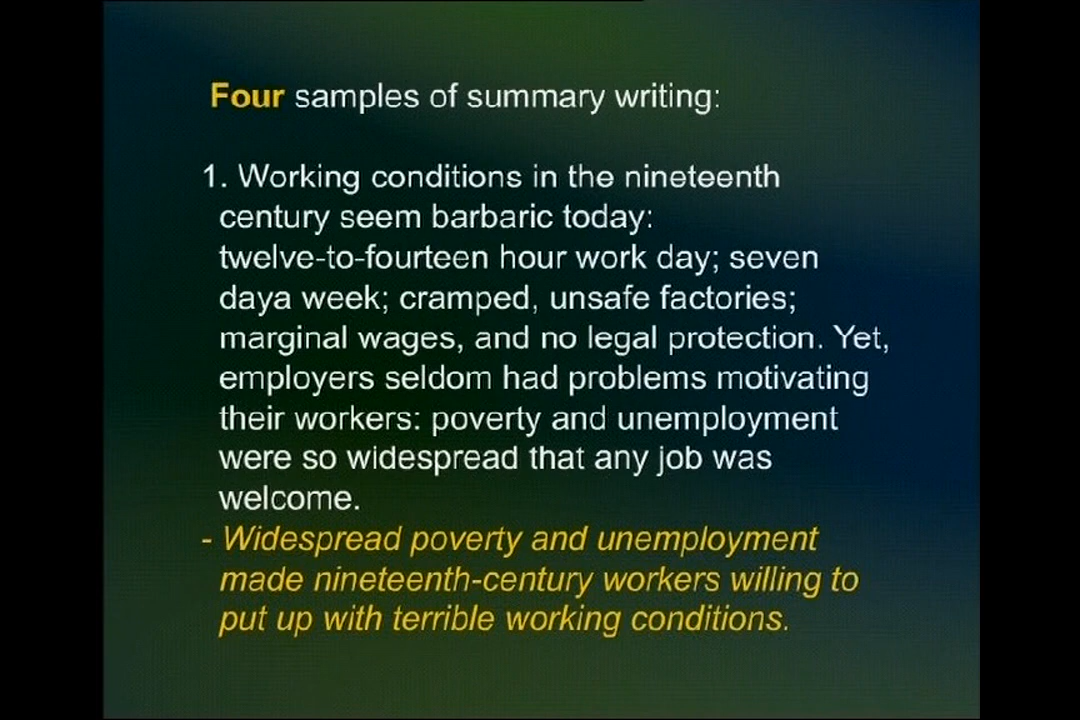 Four samples of summary writing:
1. Working conditions in the nineteenth
century seem barbaric today:
twelve-to-fourteen hour work day; seven
daya week; cramped, unsafe factories;
marginal wages, and no legal protection. Yet,
employers seldom had problems motivating
their workers: poverty and unemployment
were so widespread that any job was
welcome.
- Widespread poverty and unemployment
made nineteenth-century workers willing to
put up with terrible working conditions.